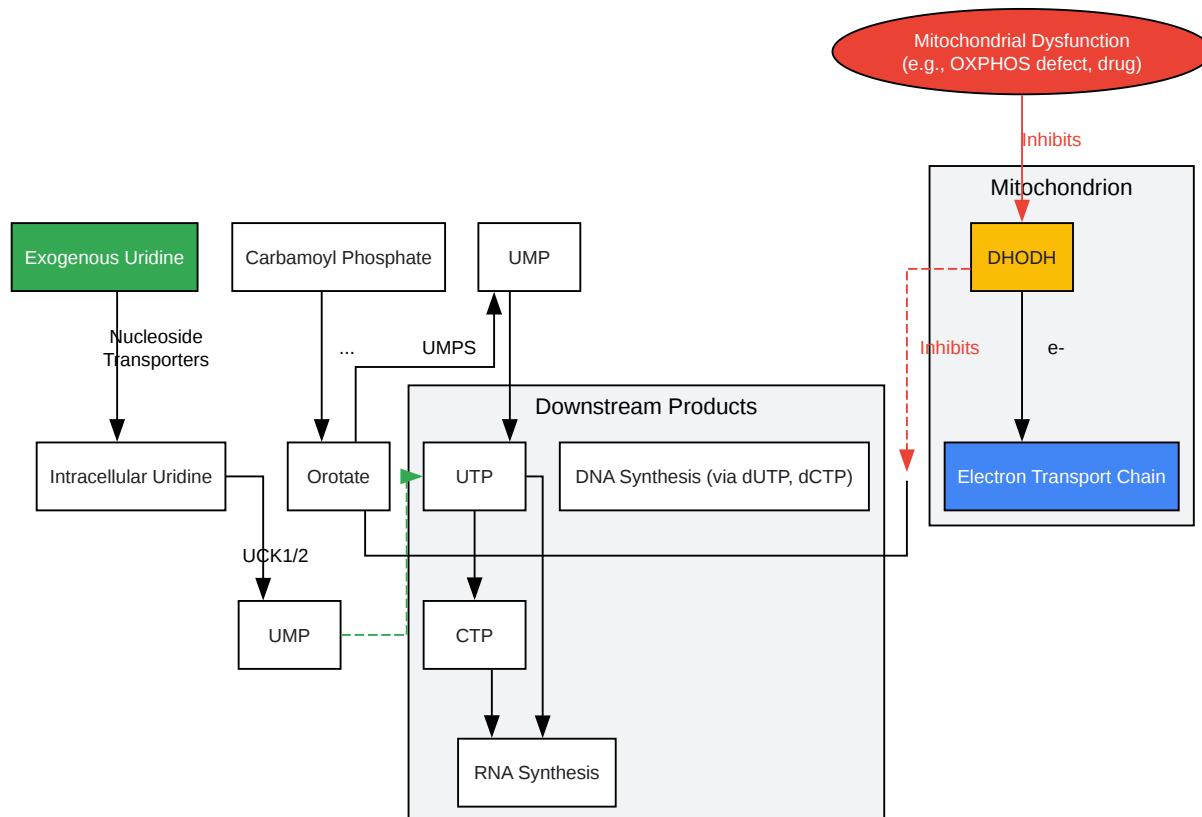 Mitochondrial Dysfunction
(e.g., OXPHOS defect, drug)
Inhibits
Mitochondrion
Exogenous Uridine
Carbamoyl Phosphate
UMP
DHODH
Nucleoside
Transporters
...
UMPS
Inhibits
e-
Downstream Products
Intracellular Uridine
Orotate
UTP
DNA Synthesis (via dUTP, dCTP)
Electron Transport Chain
UCK1/2
UMP
CTP
RNA Synthesis